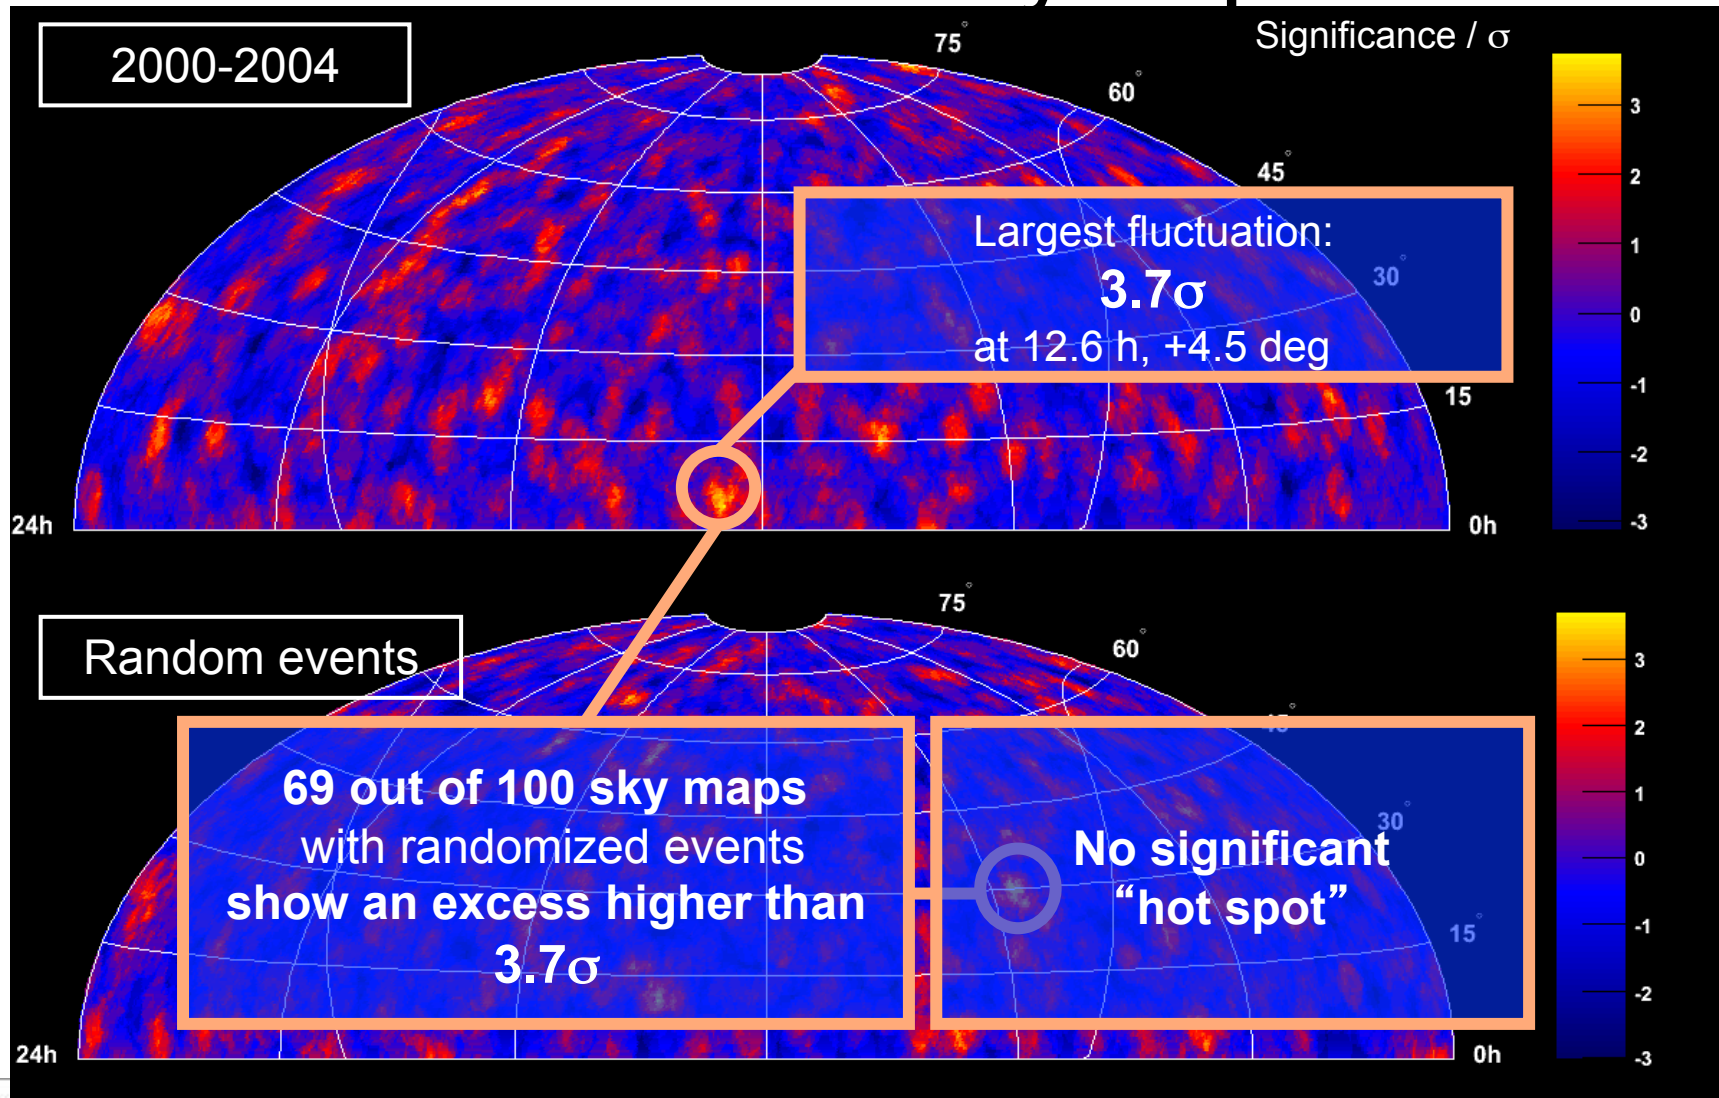 2000-2004
Significance / σ
75°
60°
45°
30°
15
24h
0h
3
2
1
0
-1
-2
-3
Largest fluctuation:
3.7σ
at 12.6 h, +4.5 deg
Random events
75°
60°
45°
30°
15°
24h
0h
3
2
1
0
-1
-2
-3
69 out of 100 sky maps
with randomized events
show an excess higher than
3.7σ
No significant
“hot spot”